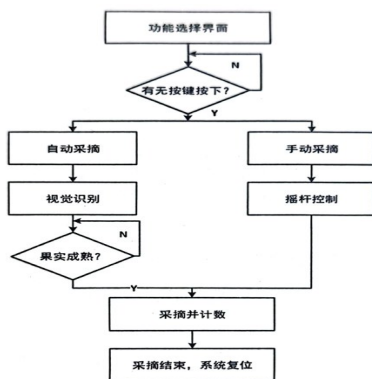 功能选择界面
N
有无按键按下?
Y
自动采摘
手动采摘
视觉识别
摇杆控制
N
果实成熟?
Y
采摘并计数
采摘结束，系统复位